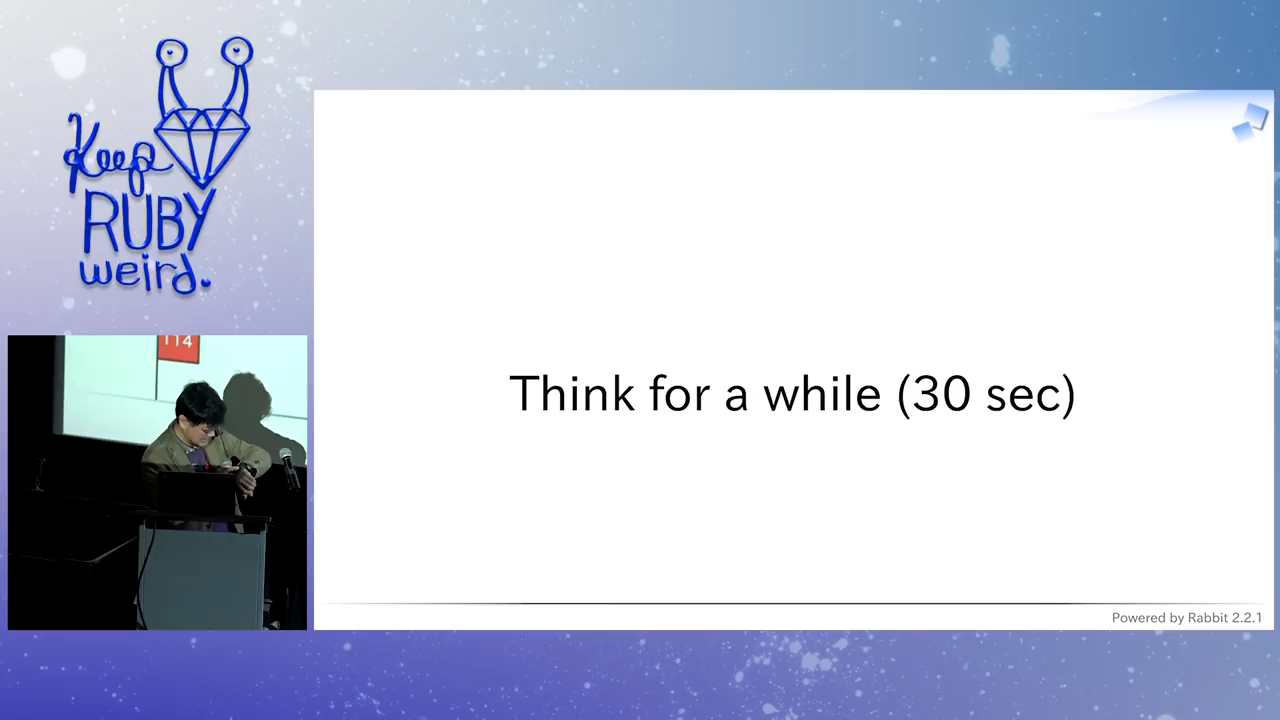 Keep
RUBY
weird.
114
Think for a while (30 sec)
Powered by Rabbit 2.2.1